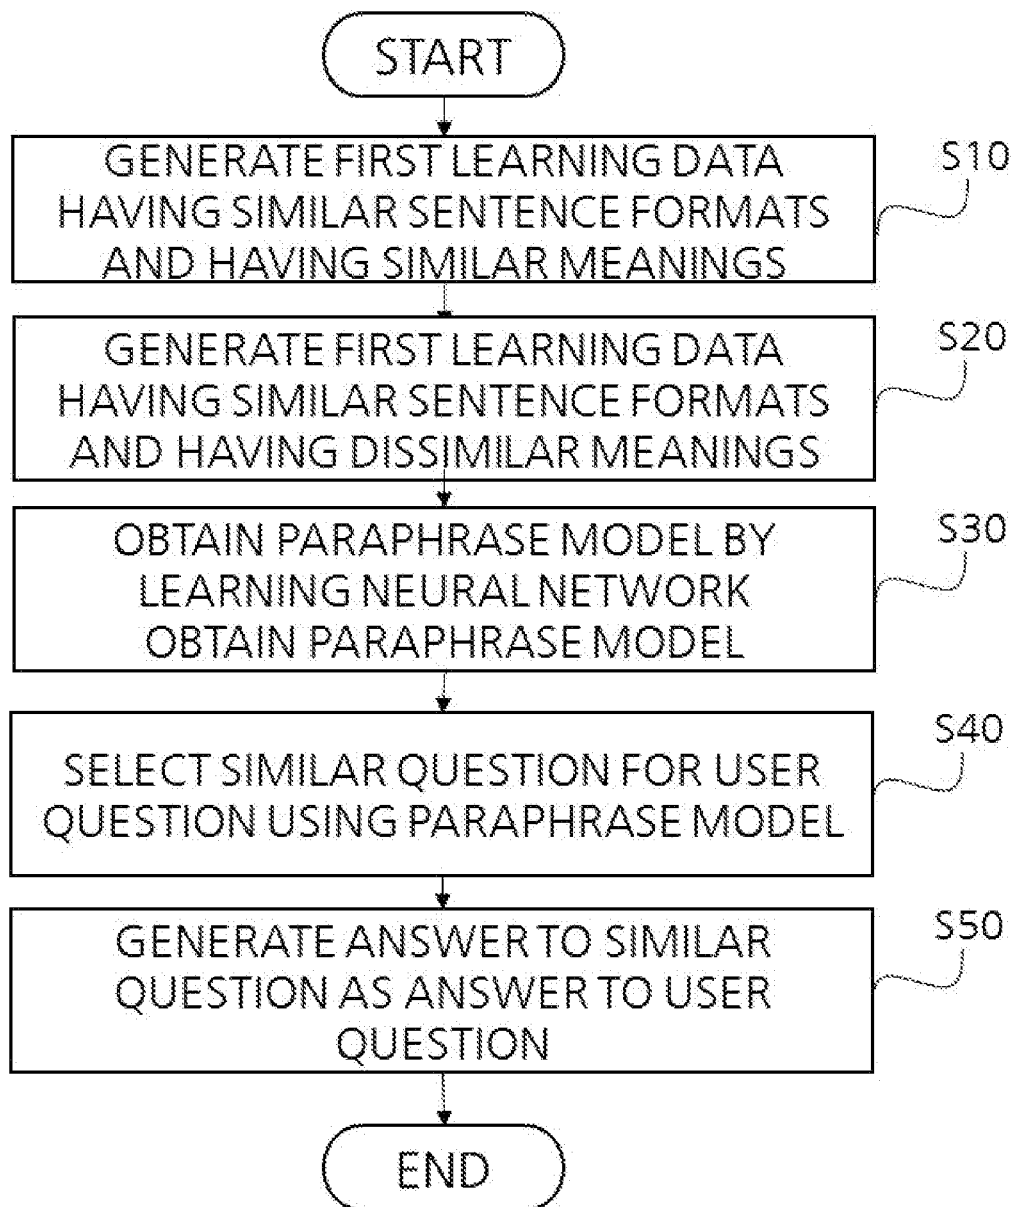 START
GENERATE FIRST LEARNING DATA
HAVING SIMILAR SENTENCE FORMATS
AND HAVING SIMILAR MEANINGS
S10
GENERATE FIRST LEARNING DATA
HAVING SIMILAR SENTENCE FORMATS
AND HAVING DISSIMILAR MEANINGS
S20
OBTAIN PARAPHRASE MODEL BY
LEARNING NEURAL NETWORK
OBTAIN PARAPHRASE MODEL
S30
SELECT SIMILAR QUESTION FOR USER
QUESTION USING PARAPHRASE MODEL
S40
GENERATE ANSWER TO SIMILAR
QUESTION AS ANSWER TO USER
QUESTION
S50
END